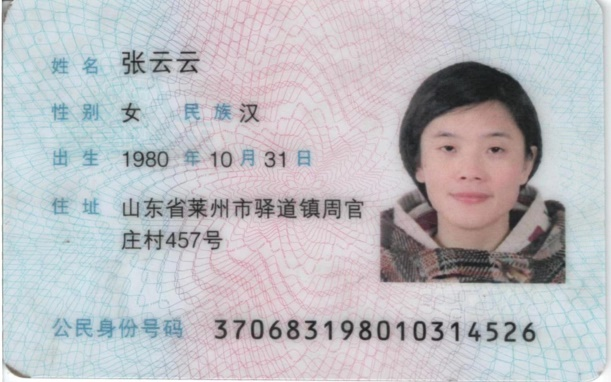 姓名 张云云
性别 女 民族 汉
出生 1980 年 10 月 31 日
住址 山东省莱州市驿道镇周官
庄村457号
公民身份号码 370683198010314526